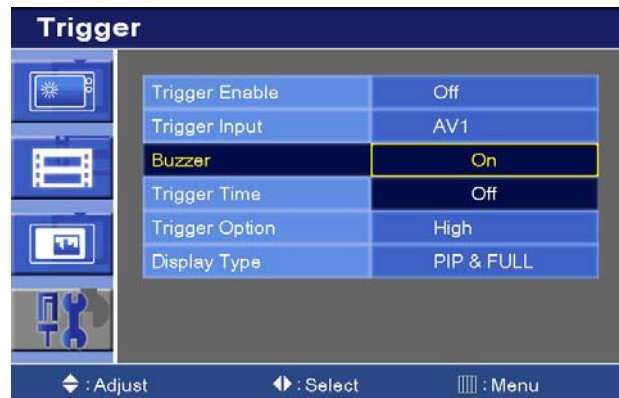 Trigger
Trigger Enable Off
Trigger Input AV1
Buzzer On
Trigger Time Off
Trigger Option High
Display Type PIP & FULL
: Adjust : Select : Menu